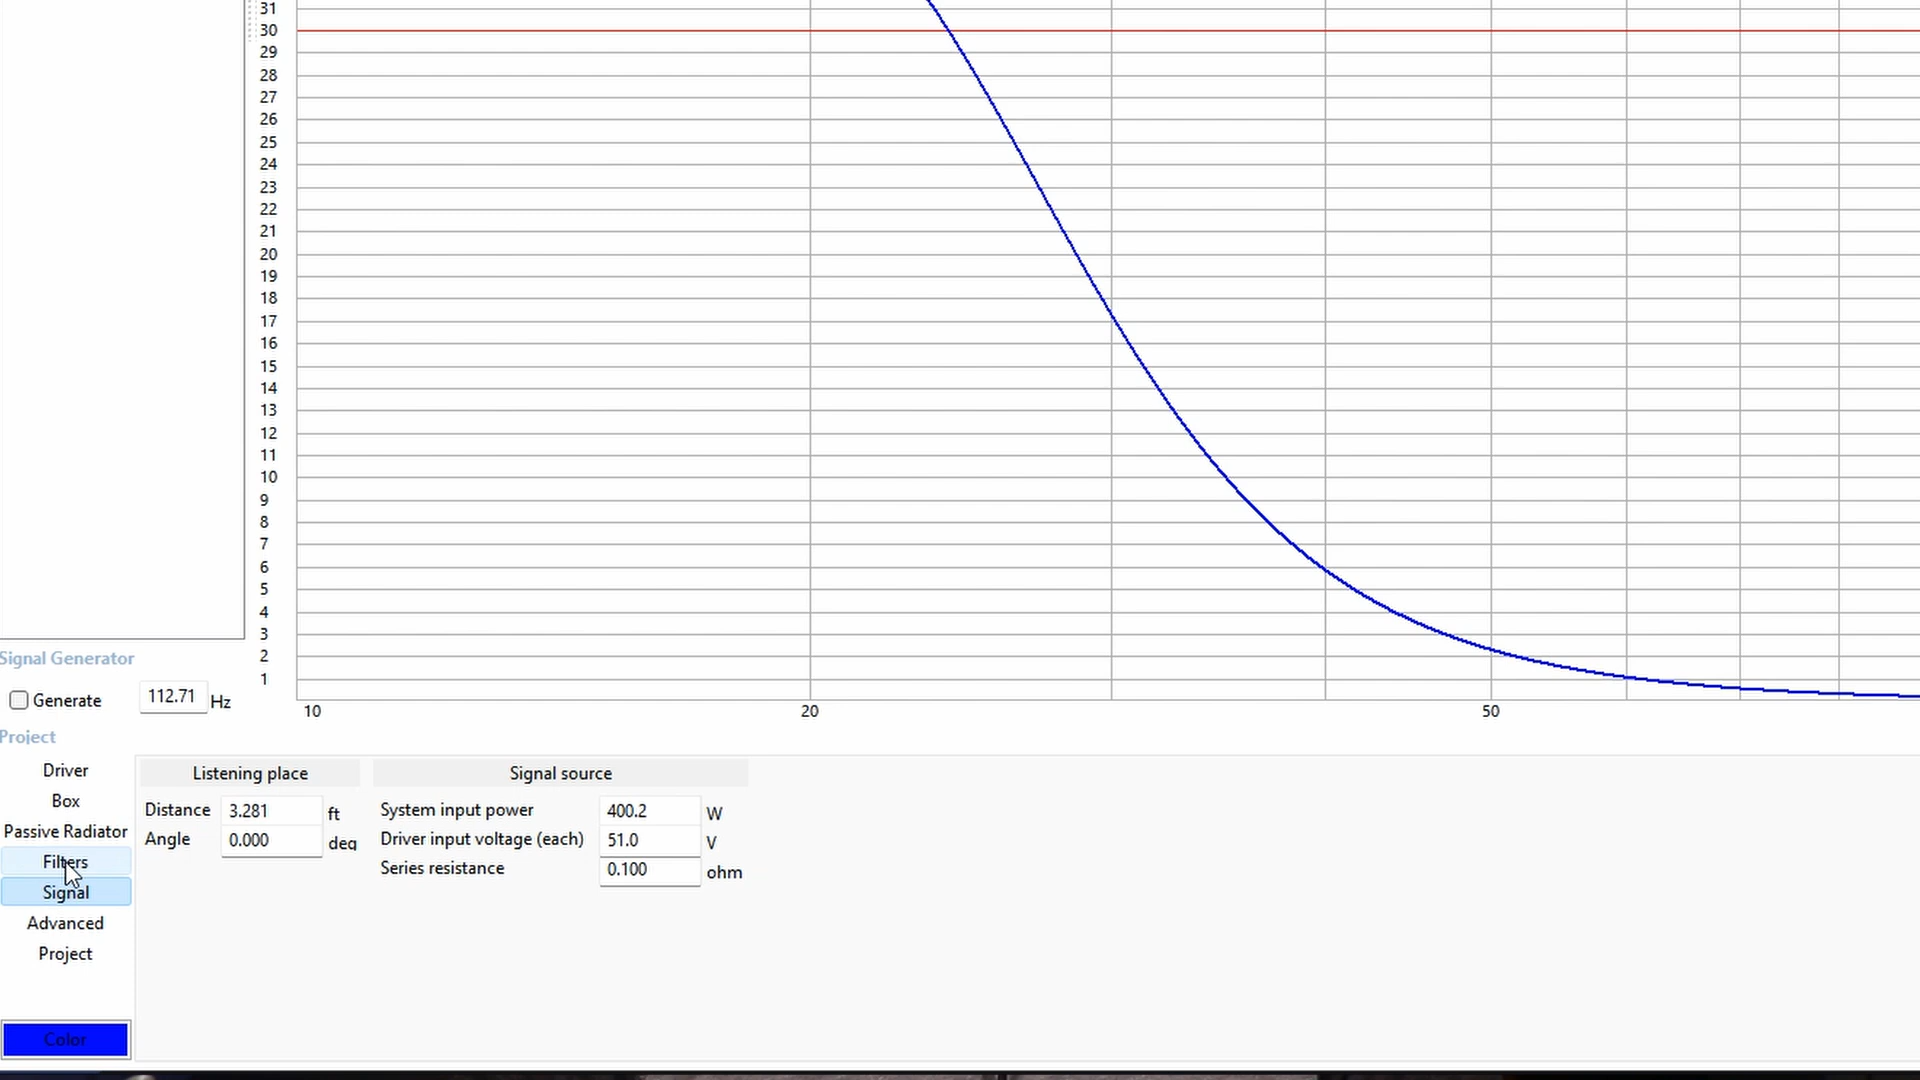 31
30
29
28
27
26
25
24
23
22
21
20
19
18
17
16
15
14
13
12
11
10
9
8
7
6
5
4
3
2
1
10 20 50
Signal Generator
Generate 112.71 Hz
Project
Driver
Box
Passive Radiator
Filters
Signal
Advanced
Project
Color
Listening place
Distance 3.281 ft
Angle 0.000 deg
Signal source
System input power 400.2 W
Driver input voltage (each) 51.0 V
Series resistance 0.100 ohm